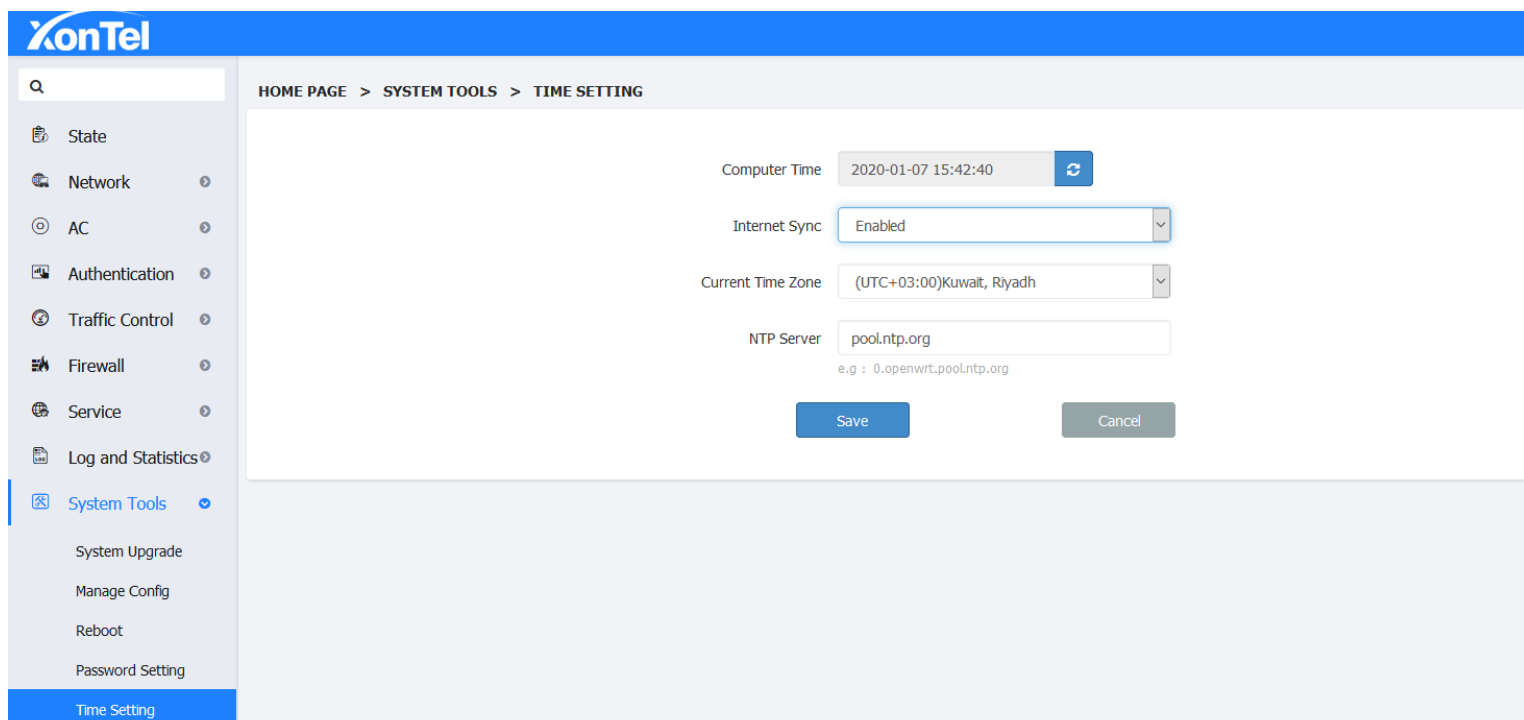 XonTel
HOME PAGE > SYSTEM TOOLS > TIME SETTING
State
Network
AC
Authentication
Traffic Control
Firewall
Service
Log and Statistics
System Tools
System Upgrade
Manage Config
Reboot
Password Setting
Time Setting
Computer Time 2020-01-07 15:42:40
Internet Sync Enabled
Current Time Zone (UTC+03:00)Kuwait, Riyadh
NTP Server pool.ntp.org
e.g : 0.openwrt.pool.ntp.org
Save Cancel